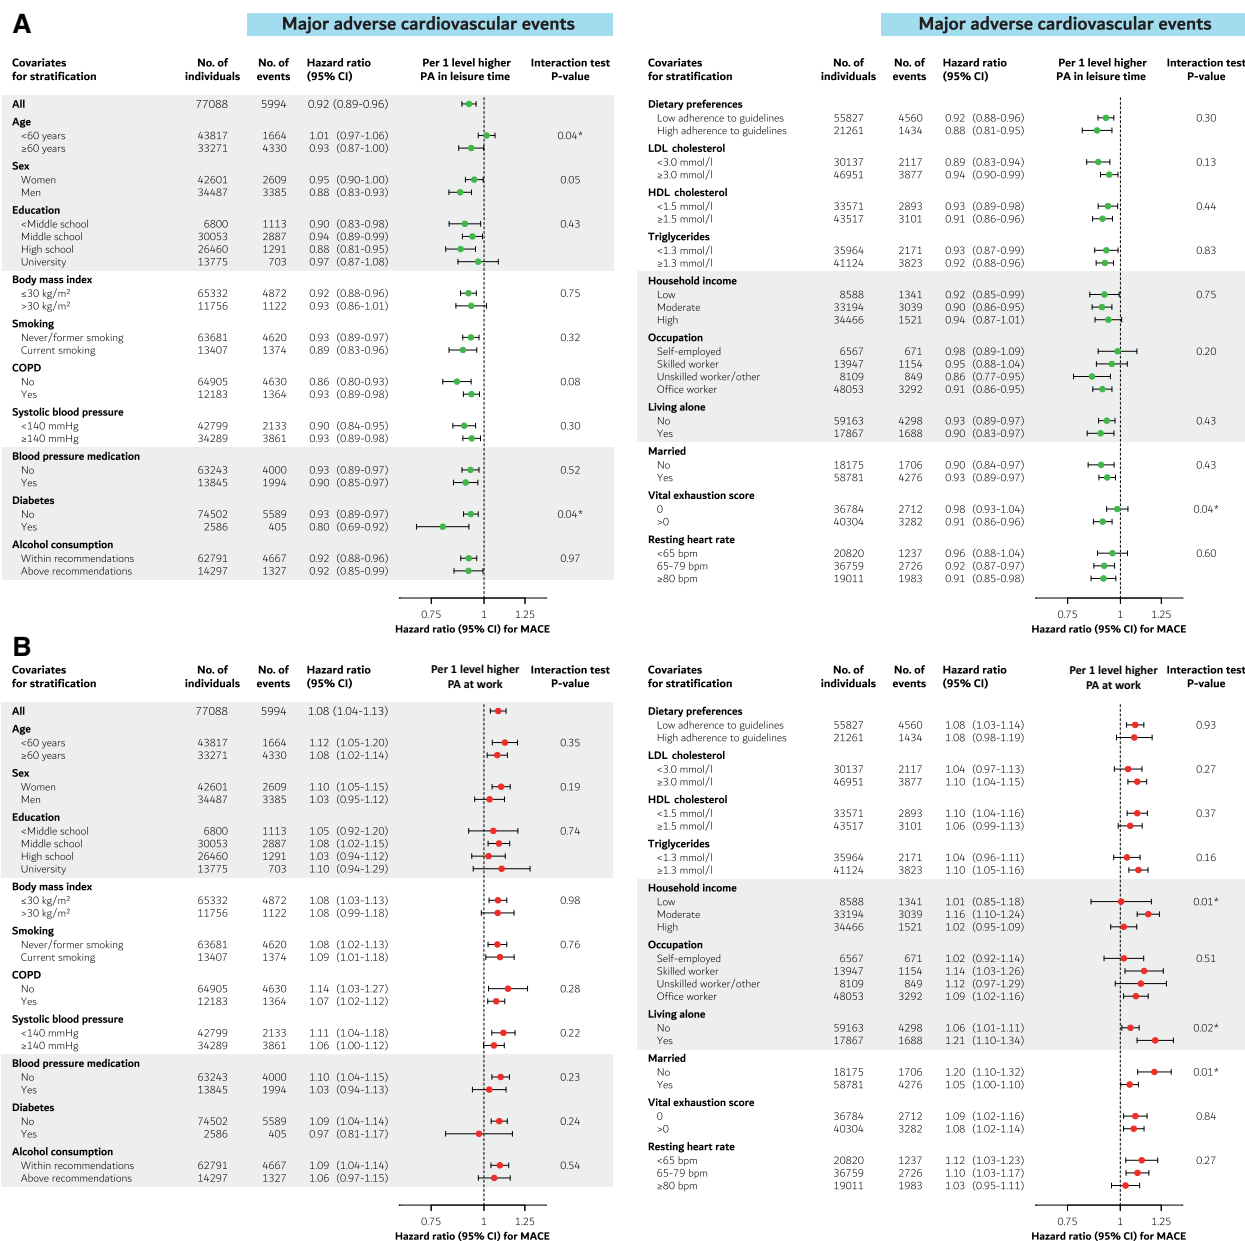 A
Major adverse cardiovascular events
Covariates for stratification No. of individuals No. of events Hazard ratio (95% CI) Per 1 level higher PA in leisure time Interaction test P-value
All 77088 5994 0.92 (0.89-0.96)
Age
<60 years 43817 1664 1.01 (0.97-1.06) 0.04*
≥60 years 33271 4330 0.93 (0.87-1.00)
Sex
Women 42601 2609 0.95 (0.90-1.00) 0.05
Men 34487 3385 0.88 (0.83-0.93)
Education
<Middle school 6800 1113 0.90 (0.83-0.98) 0.43
Middle school 30053 2887 0.94 (0.89-0.99)
High school 26460 1291 0.88 (0.81-0.95)
University 13775 703 0.97 (0.87-1.08)
Body mass index
≤30 kg/m² 65332 4872 0.92 (0.88-0.96) 0.75
>30 kg/m² 11756 1122 0.93 (0.86-1.01)
Smoking
Never/former smoking 63681 4620 0.93 (0.89-0.97) 0.32
Current smoking 13407 1374 0.89 (0.83-0.96)
COPD
No 64905 4630 0.86 (0.80-0.93) 0.08
Yes 12183 1364 0.93 (0.89-0.98)
Systolic blood pressure
<140 mmHg 42799 2133 0.90 (0.84-0.95) 0.30
≥140 mmHg 34289 3861 0.93 (0.89-0.98)
Blood pressure medication
No 63243 4000 0.93 (0.89-0.97) 0.52
Yes 13845 1994 0.90 (0.85-0.97)
Diabetes
No 74502 5589 0.93 (0.89-0.97) 0.04*
Yes 2586 405 0.80 (0.69-0.92)
Alcohol consumption
Within recommendations 62791 4667 0.92 (0.88-0.96) 0.97
Above recommendations 14297 1327 0.92 (0.85-0.99)
0.75 1 1.25
Hazard ratio (95% CI) for MACE
Major adverse cardiovascular events
Covariates for stratification No. of individuals No. of events Hazard ratio (95% CI) Per 1 level higher PA in leisure time Interaction test P-value
Dietary preferences
Low adherence to guidelines 55827 4560 0.92 (0.88-0.96) 0.30
High adherence to guidelines 21261 1434 0.88 (0.81-0.95)
LDL cholesterol
<3.0 mmol/l 30137 2117 0.89 (0.83-0.94) 0.13
≥3.0 mmol/l 46951 3877 0.94 (0.90-0.99)
HDL cholesterol
<1.5 mmol/l 33571 2893 0.93 (0.89-0.98) 0.44
≥1.5 mmol/l 43517 3101 0.91 (0.86-0.96)
Triglycerides
<1.3 mmol/l 35964 2171 0.93 (0.87-0.99) 0.83
≥1.3 mmol/l 41124 3823 0.92 (0.88-0.96)
Household income
Low 8588 1341 0.92 (0.85-0.99) 0.75
Moderate 33194 3039 0.90 (0.86-0.95)
High 34466 1521 0.94 (0.87-1.01)
Occupation
Self-employed 6567 671 0.98 (0.89-1.09) 0.20
Skilled worker 13947 1154 0.95 (0.88-1.04)
Unskilled worker/other 8109 849 0.86 (0.77-0.95)
Office worker 48053 3292 0.91 (0.86-0.95)
Living alone
No 59163 4298 0.93 (0.89-0.97) 0.43
Yes 17867 1688 0.90 (0.83-0.97)
Married
No 18175 1706 0.90 (0.84-0.97) 0.43
Yes 58781 4276 0.93 (0.89-0.97)
Vital exhaustion score
0 36784 2712 0.98 (0.93-1.04) 0.04*
>0 40304 3282 0.91 (0.86-0.96)
Resting heart rate
<65 bpm 20820 1237 0.96 (0.88-1.04) 0.60
65-79 bpm 36759 2726 0.92 (0.87-0.97)
≥80 bpm 19011 1983 0.91 (0.85-0.98)
0.75 1 1.25
Hazard ratio (95% CI) for MACE
B
Covariates for stratification No. of individuals No. of events Hazard ratio (95% CI) Per 1 level higher PA at work Interaction test P-value
All 77088 5994 1.08 (1.04-1.13)
Age
<60 years 43817 1664 1.12 (1.05-1.20) 0.35
≥60 years 33271 4330 1.08 (1.02-1.14)
Sex
Women 42601 2609 1.10 (1.05-1.15) 0.19
Men 34487 3385 1.03 (0.95-1.12)
Education
<Middle school 6800 1113 1.05 (0.92-1.20) 0.74
Middle school 30053 2887 1.08 (1.02-1.15)
High school 26460 1291 1.03 (0.94-1.12)
University 13775 703 1.10 (0.94-1.29)
Body mass index
≤30 kg/m² 65332 4872 1.08 (1.03-1.13) 0.98
>30 kg/m² 11756 1122 1.08 (0.99-1.18)
Smoking
Never/former smoking 63681 4620 1.08 (1.02-1.13) 0.76
Current smoking 13407 1374 1.09 (1.01-1.18)
COPD
No 64905 4630 1.14 (1.03-1.27) 0.28
Yes 12183 1364 1.07 (1.02-1.12)
Systolic blood pressure
<140 mmHg 42799 2133 1.11 (1.04-1.18) 0.22
≥140 mmHg 34289 3861 1.06 (1.00-1.12)
Blood pressure medication
No 63243 4000 1.10 (1.04-1.15) 0.23
Yes 13845 1994 1.03 (0.94-1.13)
Diabetes
No 74502 5589 1.09 (1.04-1.14) 0.24
Yes 2586 405 0.97 (0.81-1.17)
Alcohol consumption
Within recommendations 62791 4667 1.09 (1.04-1.14) 0.54
Above recommendations 14297 1327 1.06 (0.97-1.15)
0.75 1 1.25
Hazard ratio (95% CI) for MACE
Covariates for stratification No. of individuals No. of events Hazard ratio (95% CI) Per 1 level higher PA at work Interaction test P-value
Dietary preferences
Low adherence to guidelines 55827 4560 1.08 (1.03-1.14) 0.93
High adherence to guidelines 21261 1434 1.08 (0.98-1.19)
LDL cholesterol
<3.0 mmol/l 30137 2117 1.04 (0.97-1.13) 0.27
≥3.0 mmol/l 46951 3877 1.10 (1.04-1.15)
HDL cholesterol
<1.5 mmol/l 33571 2893 1.10 (1.04-1.16) 0.37
≥1.5 mmol/l 43517 3101 1.06 (0.99-1.13)
Triglycerides
<1.3 mmol/l 35964 2171 1.04 (0.96-1.11) 0.16
≥1.3 mmol/l 41124 3823 1.10 (1.05-1.16)
Household income
Low 8588 1341 1.01 (0.85-1.18) 0.01*
Moderate 33194 3039 1.16 (1.10-1.24)
High 34466 1521 1.02 (0.95-1.09)
Occupation
Self-employed 6567 671 1.02 (0.92-1.14) 0.51
Skilled worker 13947 1154 1.14 (1.03-1.26)
Unskilled worker/other 8109 849 1.12 (0.97-1.29)
Office worker 48053 3292 1.09 (1.02-1.16)
Living alone
No 59163 4298 1.06 (1.01-1.11) 0.02*
Yes 17867 1688 1.21 (1.10-1.34)
Married
No 18175 1706 1.20 (1.10-1.32) 0.01*
Yes 58781 4276 1.05 (1.00-1.10)
Vital exhaustion score
0 36784 2712 1.09 (1.02-1.16) 0.84
>0 40304 3282 1.08 (1.02-1.14)
Resting heart rate
<65 bpm 20820 1237 1.12 (1.03-1.23) 0.27
65-79 bpm 36759 2726 1.10 (1.03-1.17)
≥80 bpm 19011 1983 1.03 (0.95-1.11)
0.75 1 1.25
Hazard ratio (95% CI) for MACE